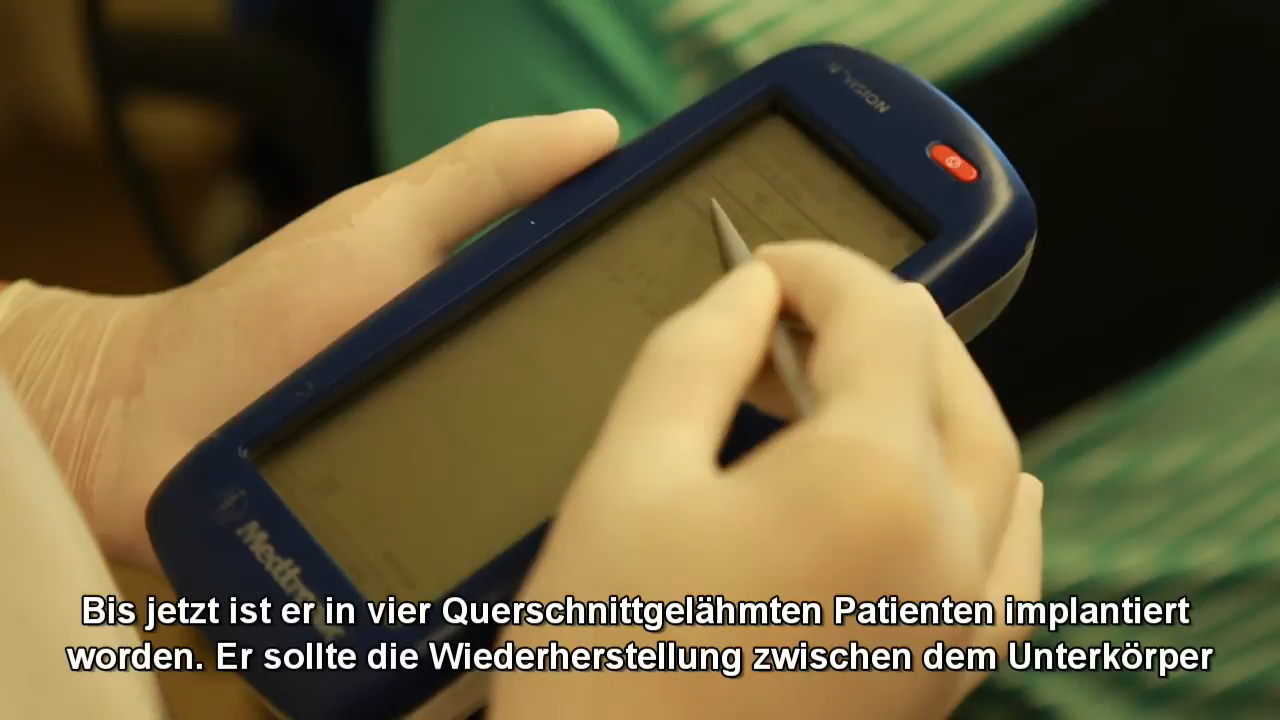 Bis jetzt ist er in vier Querschnittgelähmten Patienten implantiert
worden. Er sollte die Wiederherstellung zwischen dem Unterkörper